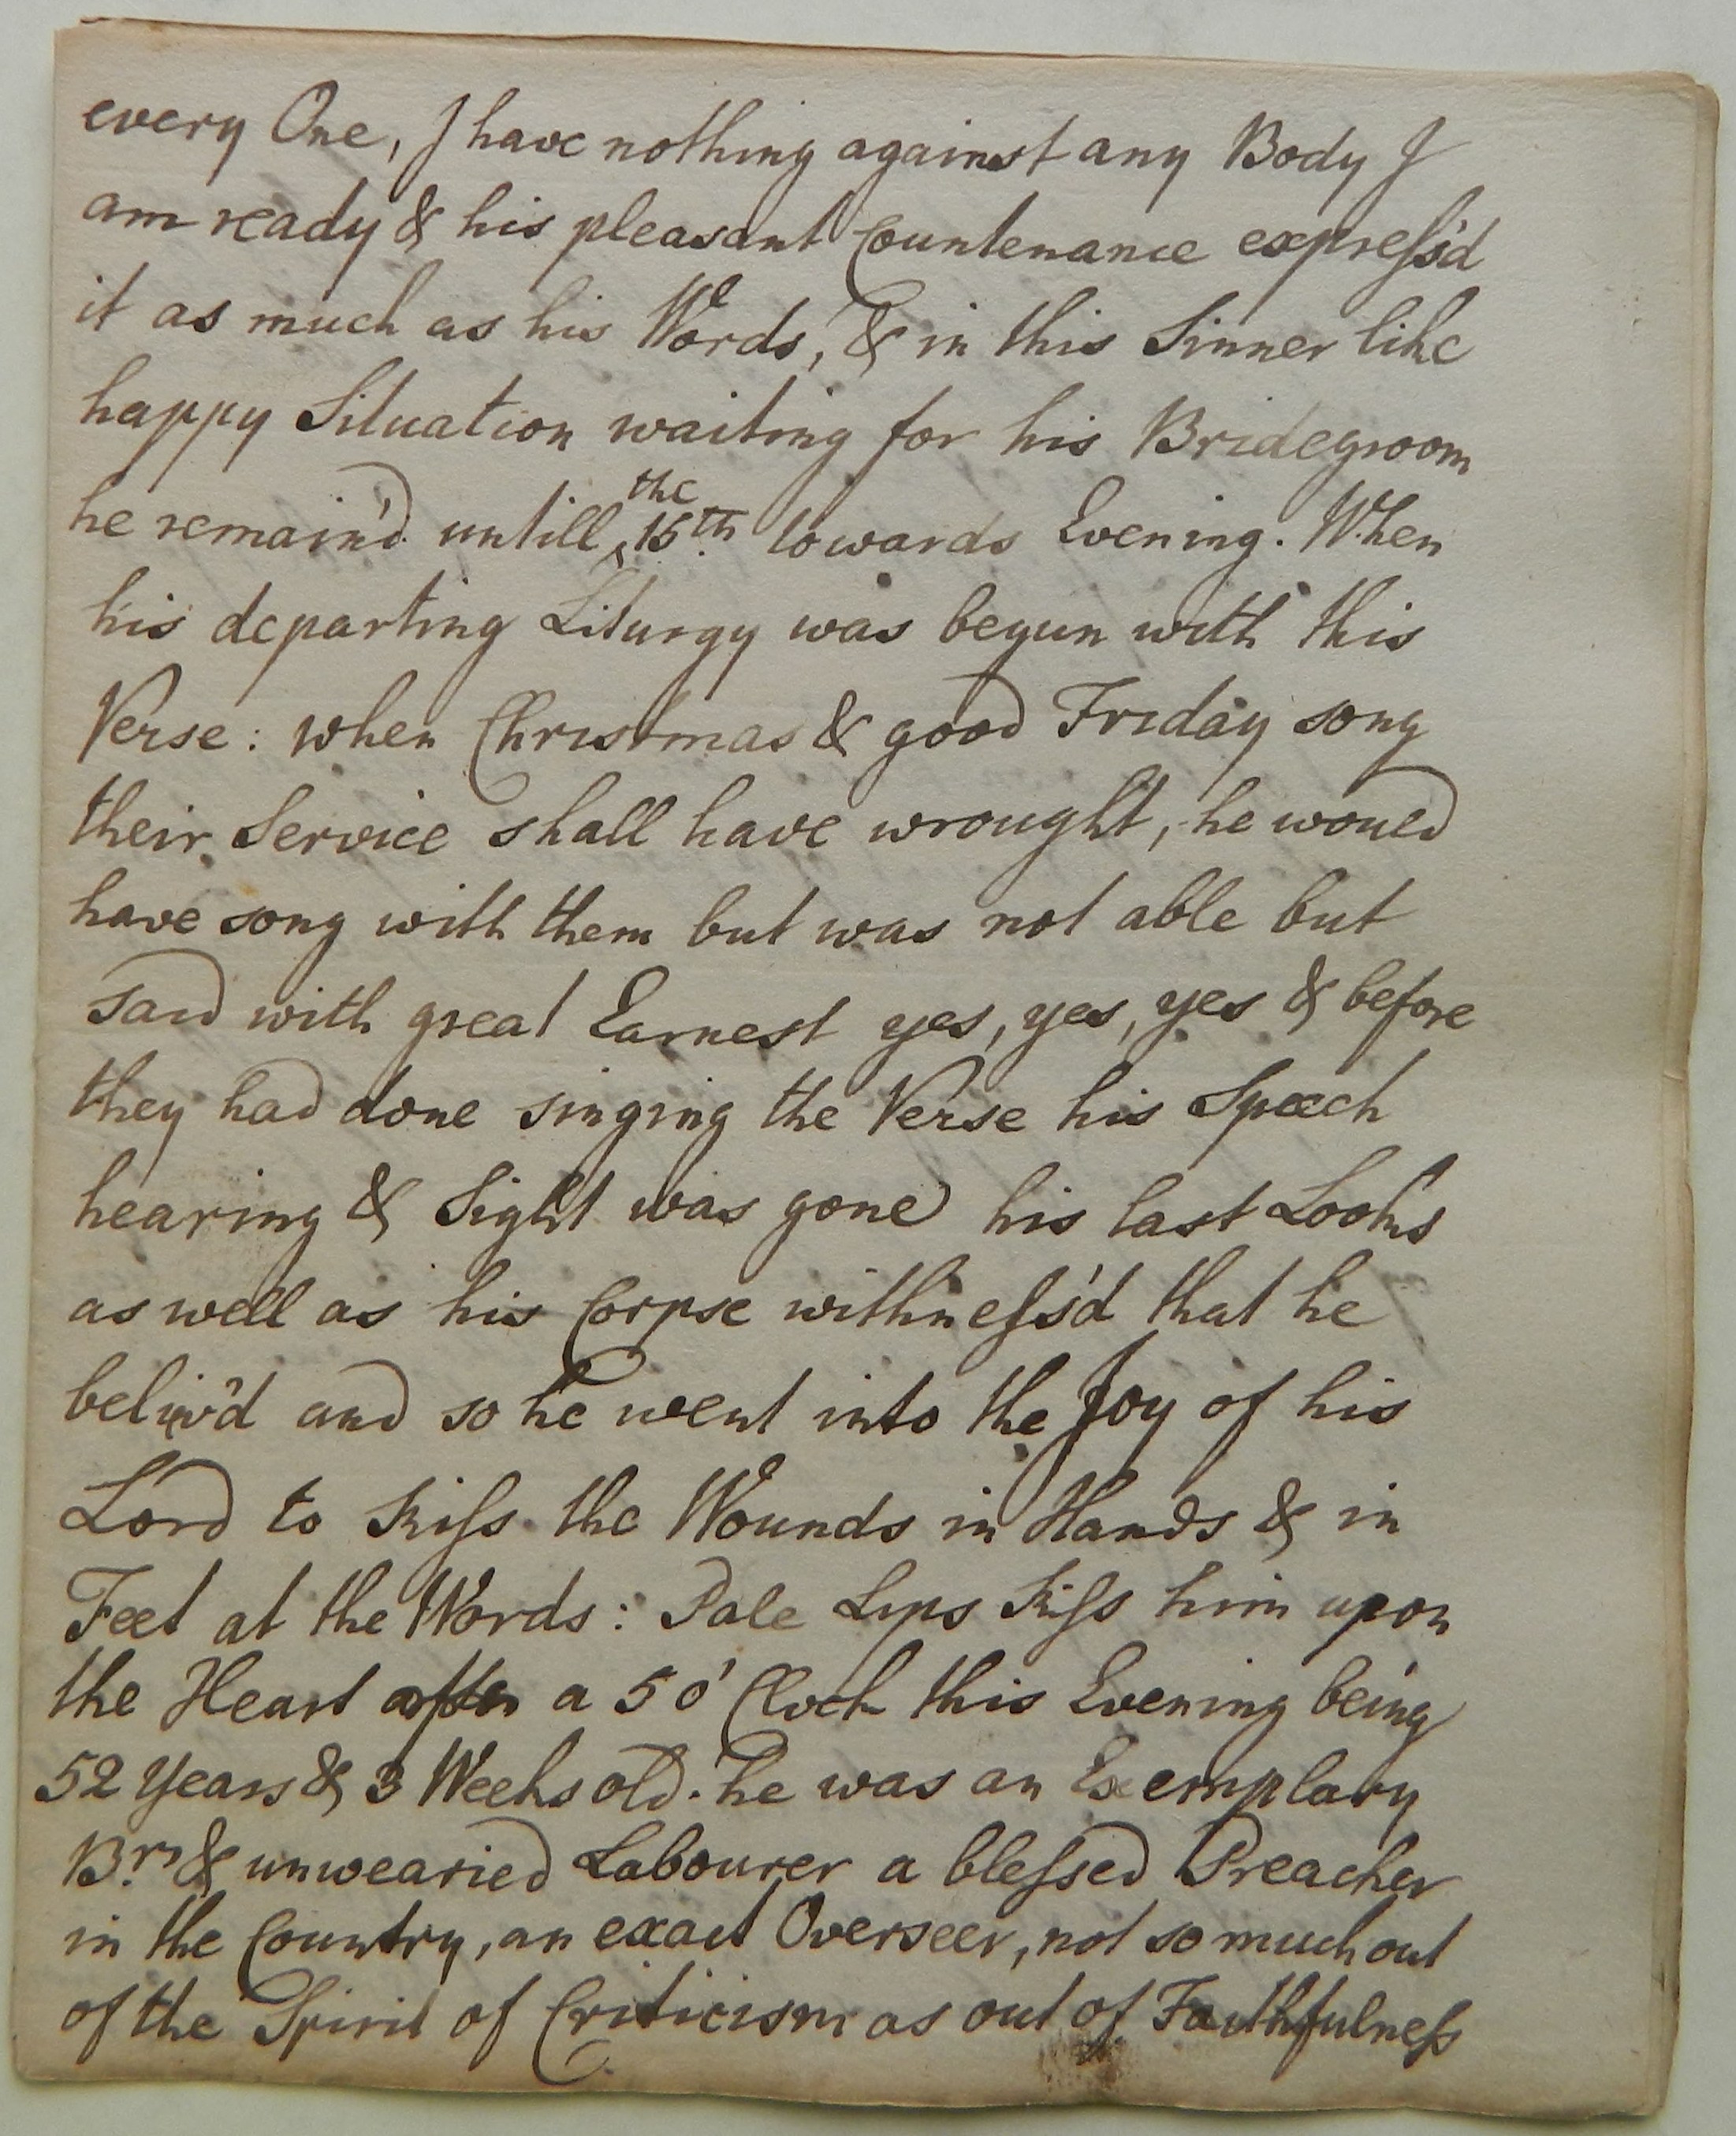 every One, I have nothing against any Body I
am ready & his pleasant Countenance express'd
it as much as his Words, & in this Sinner like
happy Situation waiting for his Bridegroom
he remain'd untill the 16th towards Evening. When
his departing Liturgy was begun with this
Verse: when Christmas & good Friday song
their Service shall have wrought, he would
have song with them but was not able but
said with great Earnest yes, yes, yes & before
they had done singing the Verse his Speech
hearing & Sight was gone his last Looks
as well as his Corpse withness'd that he
beliv'd and so he went into the Joy of his
Lord to kiss the Wounds in Hands & in
Feet at the Words: Pale Lips kiss him upon
the Heart after a 5 o'Clock this Evening being
52 Years & 3 Weeks old. he was an Exemplary
Br. & unwearied Labourer a blessed Preacher
in the Country, an exact Overseer, not so much out
of the Spirit of Criticism as out of Faithfulness